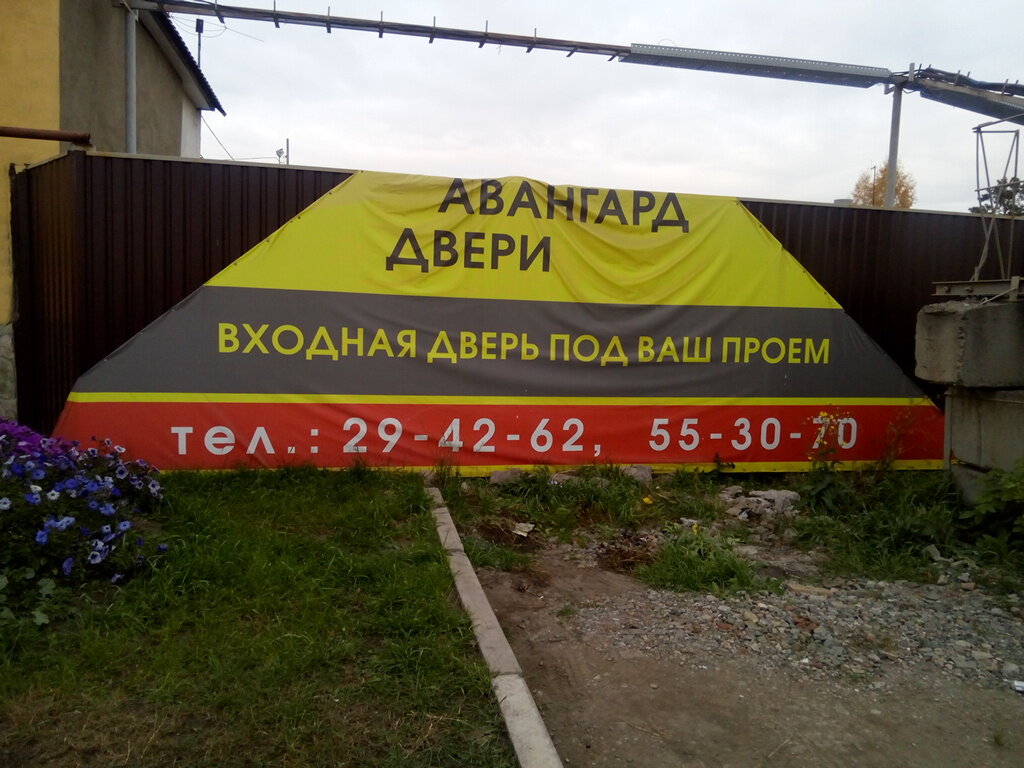 АВАНГАРД
ДВЕРИ
ВХОДНАЯ ДВЕРЬ ПОД ВАШ ПРОЕМ
тел.: 29-42-62, 55-30-70